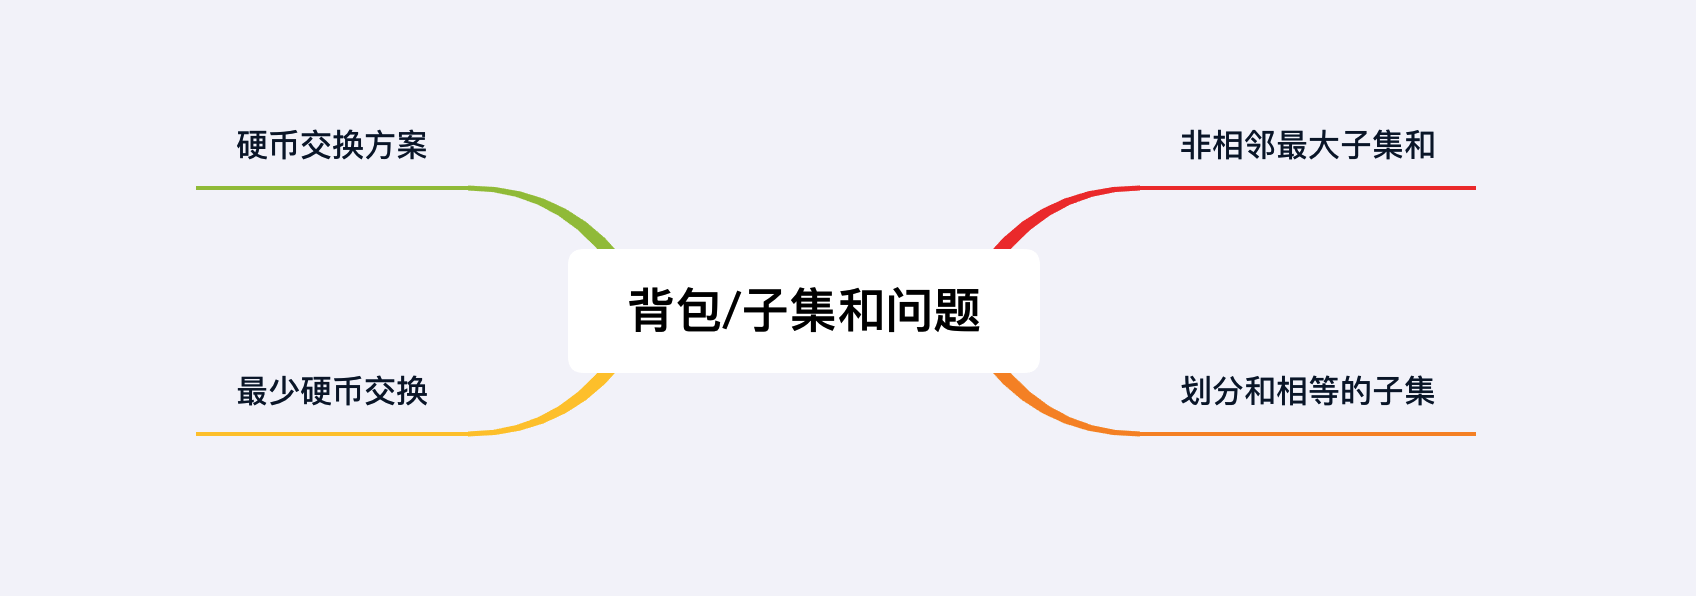 硬币交换方案
非相邻最大子集和
背包/子集和问题
最少硬币交换
划分和相等的子集